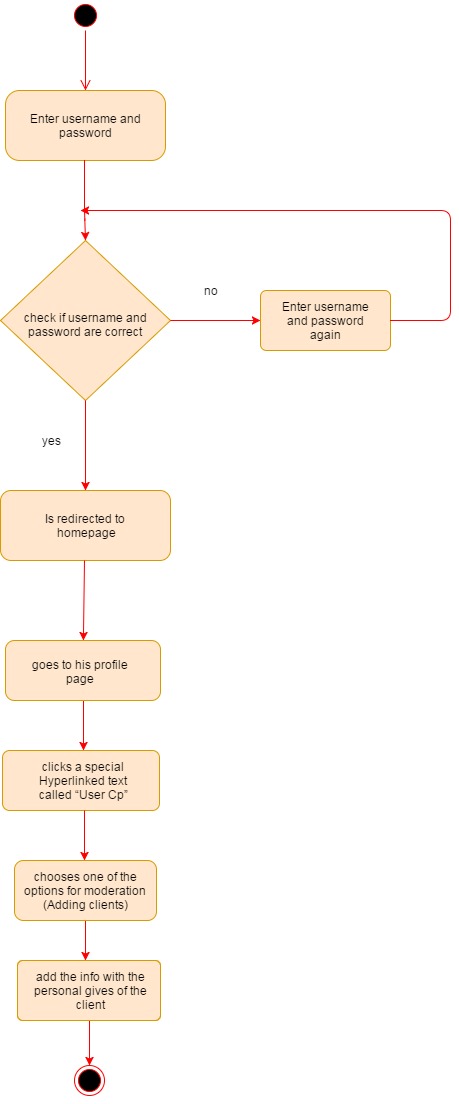 Enter username and
password
no
check if username and
password are correct
Enter username
and password
again
yes
Is redirected to
homepage
goes to his profile
page
clicks a special
Hyperlinked text
called “User Cp”
chooses one of the
options for moderation
(Adding clients)
add the info with the
personal gives of the
client